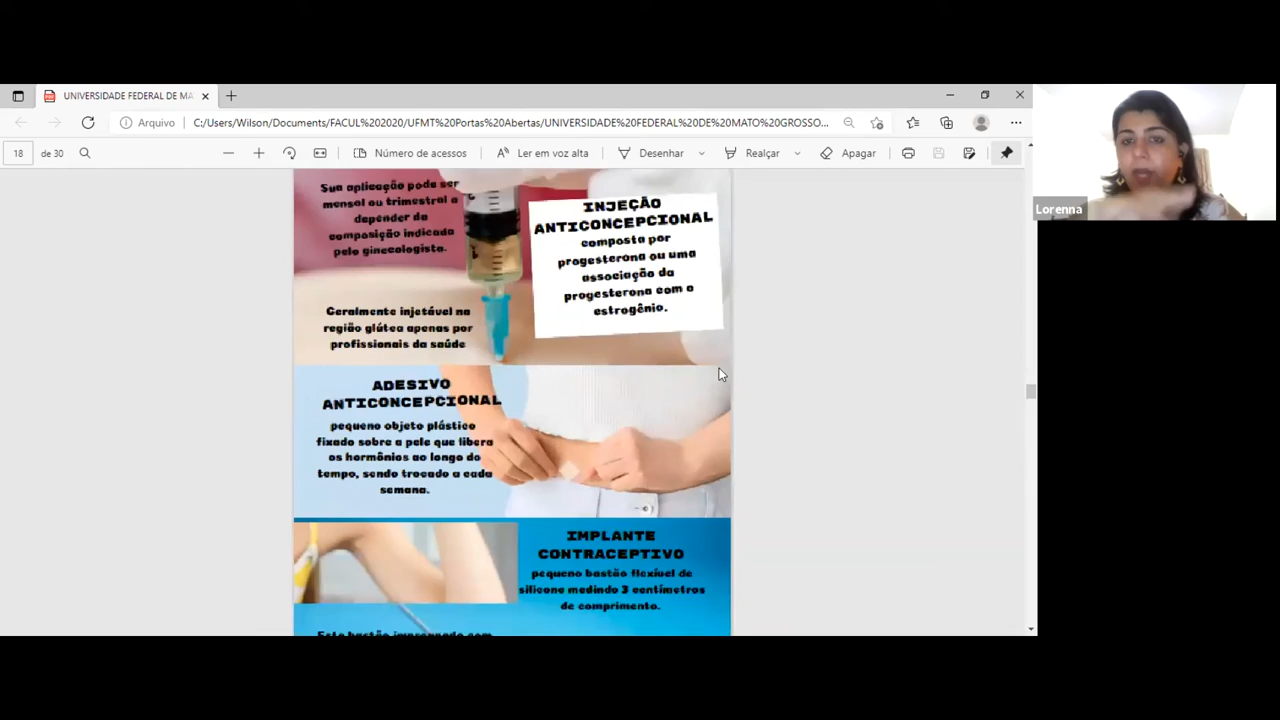 UNIVERSIDADE FEDERAL DE MA
Arquivo
C:/Users/Wilson/Documents/FACUL%202020/UFMT%20Portas%20Abertas/UNIVERSIDADE%20FEDERAL%20DE%20MATO%20GROSSO...
18
de 30
Número de acessos
Ler em voz alta
Desenhar
Realçar
Apagar
Lorenna
Sua aplicação pode ser
mensal ou trimestral a
depender da
composição indicada
pelo ginecologista.
Geralmente injetável na
região glútea apenas por
profissionais da saúde
INJEÇÃO
ANTICONCEPCIONAL
composta por
progesterona ou uma
associação da
progesterona com o
estrogênio.
ADESIVO
ANTICONCEPCIONAL
pequeno objeto plástico
fixado sobre a pele que libera
os hormônios ao longo do
tempo, sendo trocado a cada
semana.
IMPLANTE
CONTRACEPTIVO
pequeno bastão flexível de
silicone medindo 3 centímetros
de comprimento.
Este bastão impregnado com